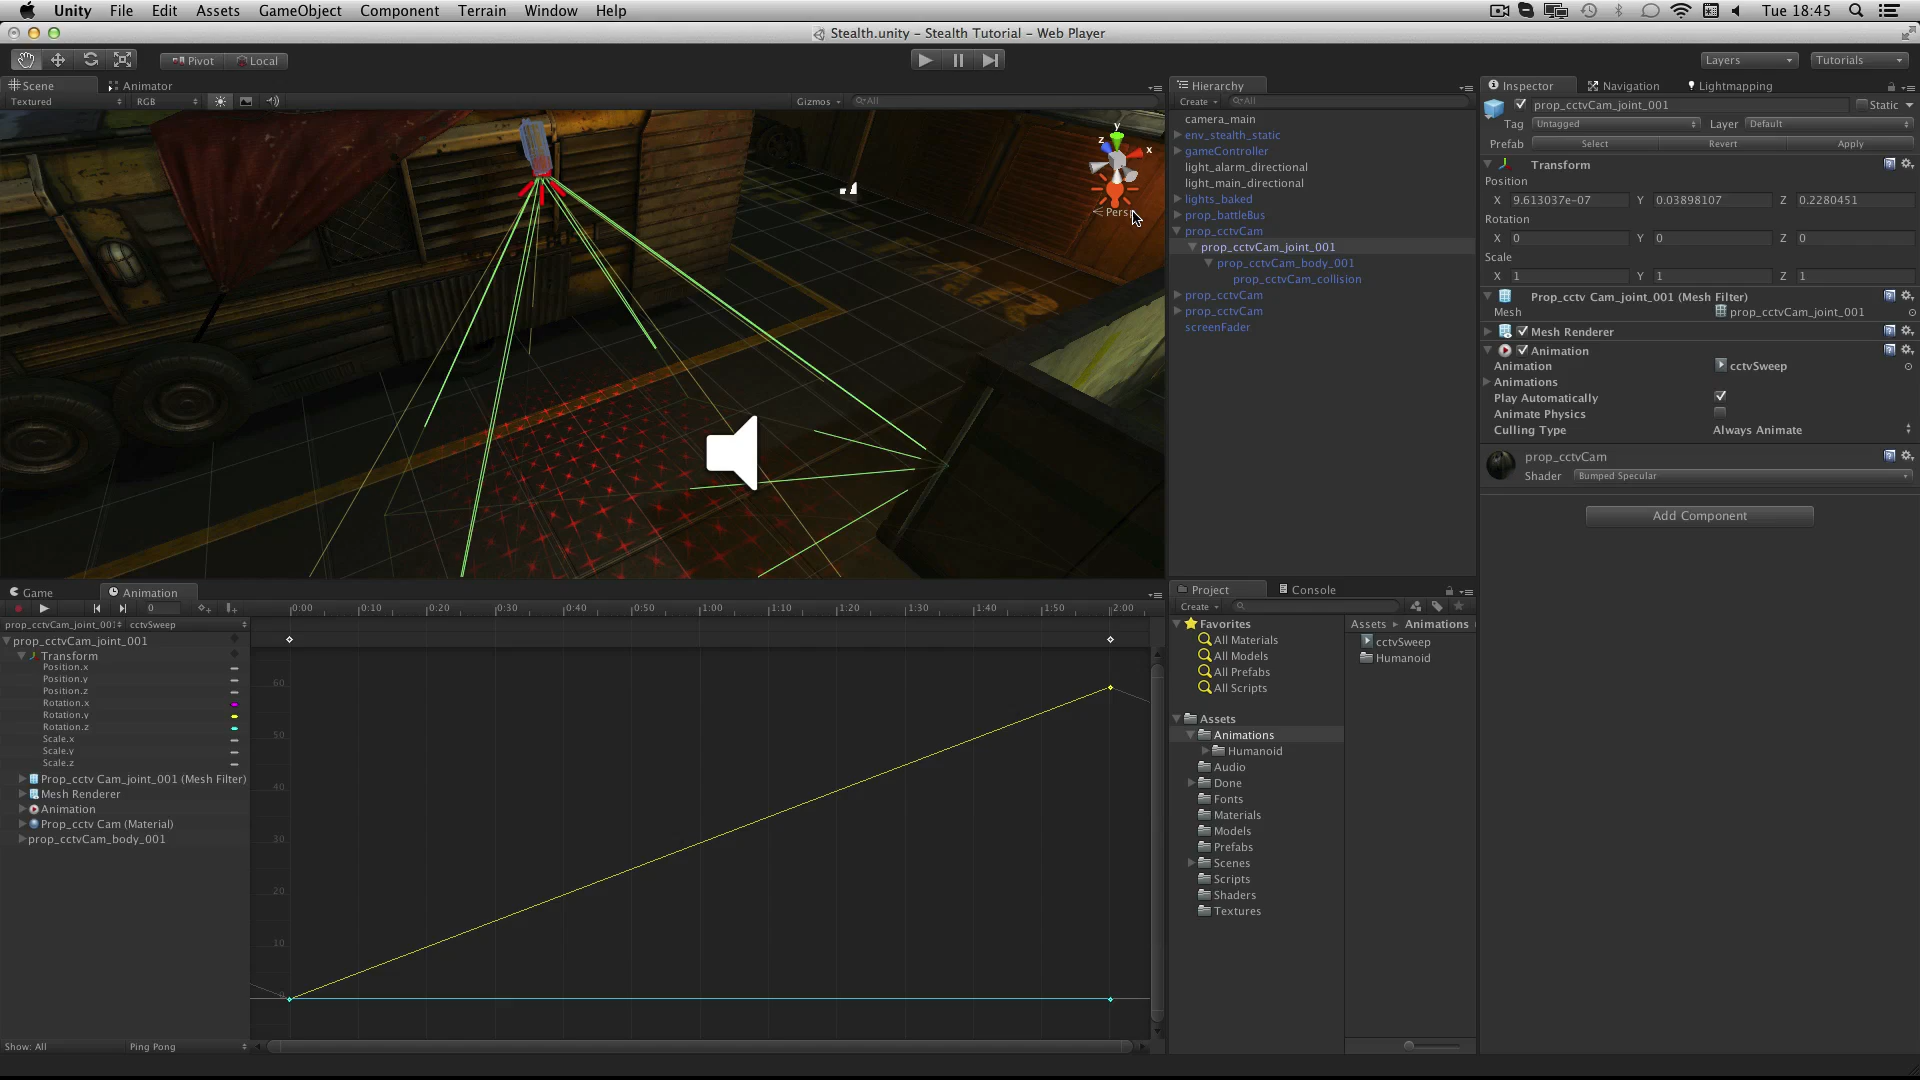 Unity File Edit Assets GameObject Component Terrain Window Help Tue 18:45
Stealth.unity – Stealth Tutorial – Web Player
Pivot Local Layers Tutorials
Scene Animator
Textured RGB Gizmos All
y
z x
Persp
Hierarchy
Create All
camera_main
env_stealth_static
gameController
light_alarm_directional
light_main_directional
lights_baked
prop_battleBus
prop_cctvCam
prop_cctvCam_joint_001
prop_cctvCam_body_001
prop_cctvCam_collision
prop_cctvCam
prop_cctvCam
screenFader
Inspector Navigation Lightmapping
prop_cctvCam_joint_001 Static
Tag Untagged Layer Default
Prefab Select Revert Apply
Transform
Position
X 9.613037e-07 Y 0.03898107 Z 0.2280451
Rotation
X 0 Y 0 Z 0
Scale
X 1 Y 1 Z 1
Prop_cctv Cam_joint_001 (Mesh Filter)
Mesh prop_cctvCam_joint_001
Mesh Renderer
Animation
Animation cctvSweep
Animations
Play Automatically
Animate Physics
Culling Type Always Animate
prop_cctvCam
Shader Bumped Specular
Add Component
Game Animation
0 0:00 0:10 0:20 0:30 0:40 0:50 1:00 1:10 1:20 1:30 1:40 1:50 2:00
prop_cctvCam_joint_00 cctvSweep
prop_cctvCam_joint_001
Transform
Position.x
Position.y
Position.z
Rotation.x
Rotation.y
Rotation.z
Scale.x
Scale.y
Scale.z
Prop_cctv Cam_joint_001 (Mesh Filter)
Mesh Renderer
Animation
Prop_cctv Cam (Material)
prop_cctvCam_body_001
60
50
40
30
20
10
0
Show: All Ping Pong
Project Console
Create
Favorites
All Materials
All Models
All Prefabs
All Scripts
Assets
Animations
Humanoid
Audio
Done
Fonts
Materials
Models
Prefabs
Scenes
Scripts
Shaders
Textures
Assets Animations
cctvSweep
Humanoid